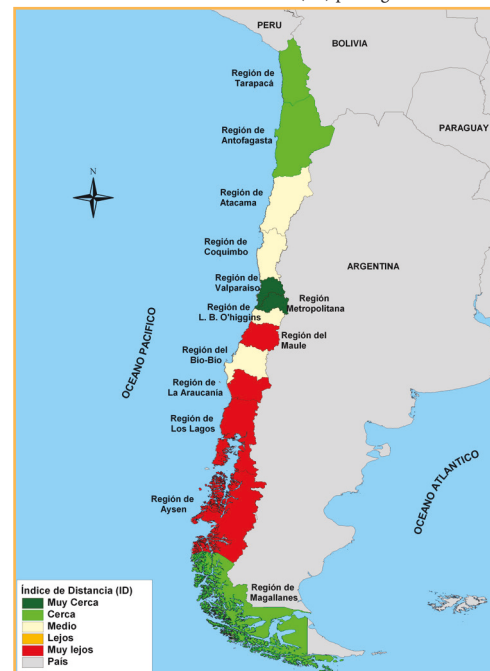 PERU
BOLIVIA
Región de
Tarapacá
PARAGUAY
Región de
Antofagasta
N
Región de
Atacama
Región de
Coquimbo
ARGENTINA
Región de
Valparaiso
Región
Metropolitana
Región de
L. B. O'higgins
Región del
Maule
OCEANO PACIFICO
Región del
Bio-Bio
Región de
La Araucania
Región de
Los Lagos
OCEANO ATLANTICO
Región de
Aysen
Región de
Magallanes
Índice de Distancia (ID)
Muy Cerca
Cerca
Medio
Lejos
Muy lejos
País